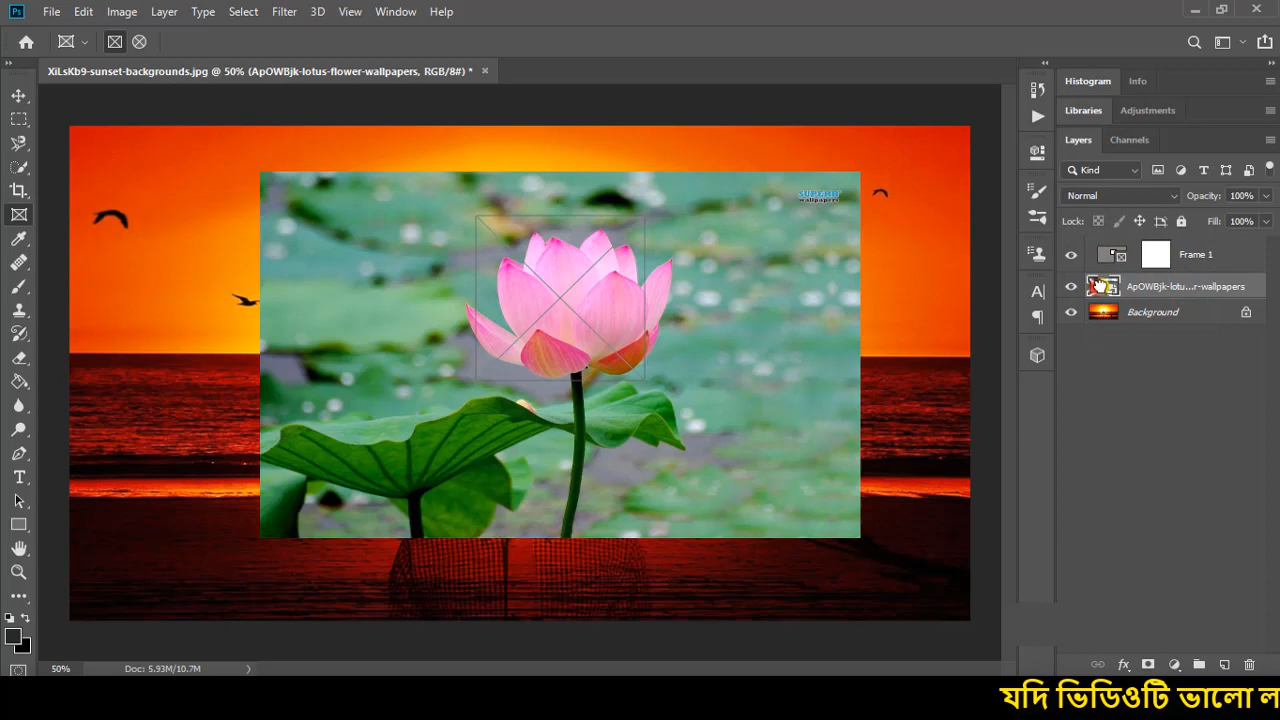 Ps File Edit Image Layer Type Select Filter 3D View Window Help
XiLsKb9-sunset-backgrounds.jpg @ 50% (ApOWBjk-lotus-flower-wallpapers, RGB/8#) *
Histogram Info
Libraries Adjustments
Layers Channels
Kind
Normal Opacity: 100%
Lock: Fill: 100%
Frame 1
ApOWBjk-lotu...r-wallpapers
Background
SUPERHD
wallpapers
50% Doc: 5.93M/10.7M
যদি ভিডিওটি ভালো ল